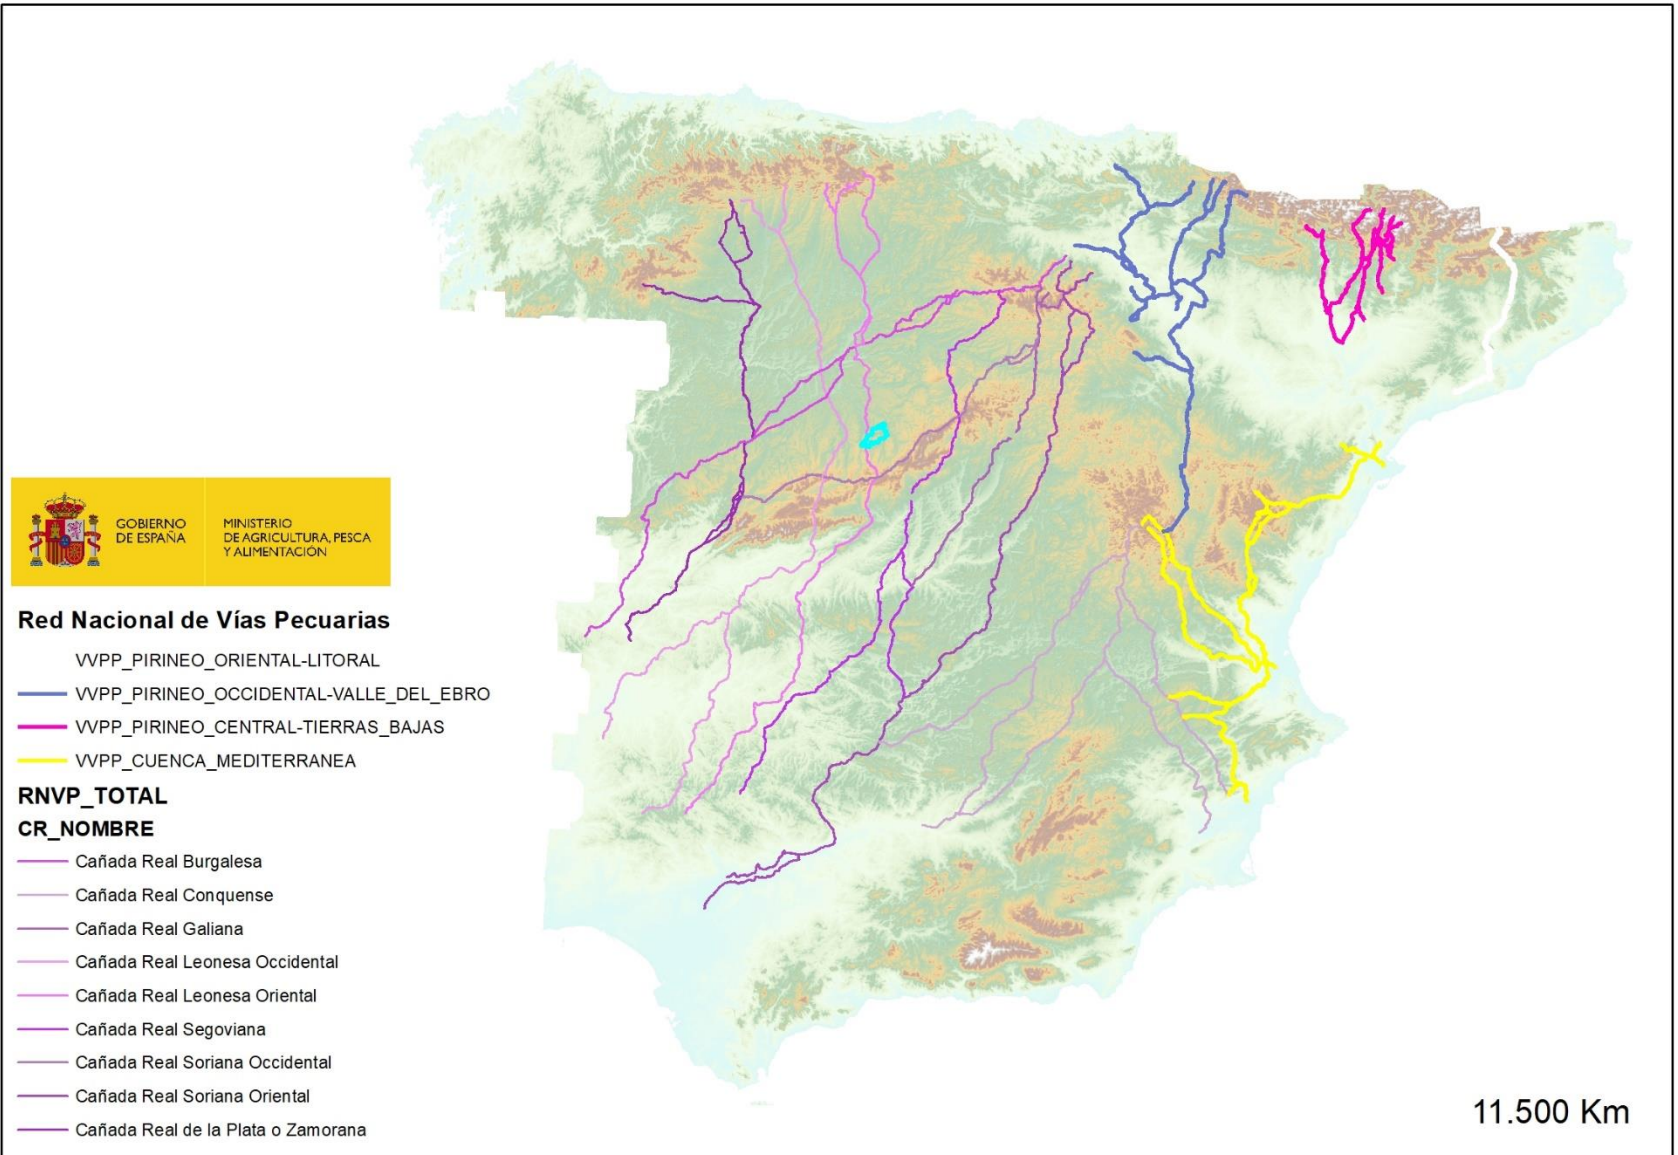 GOBIERNO
DE ESPAÑA
MINISTERIO
DE AGRICULTURA, PESCA
Y ALIMENTACIÓN
Red Nacional de Vías Pecuarias
VVPP_PIRINEO_ORIENTAL-LITORAL
VVPP_PIRINEO_OCCIDENTAL-VALLE_DEL_EBRO
VVPP_PIRINEO_CENTRAL-TIERRAS_BAJAS
VVPP_CUENCA_MEDITERRANEA
RNVP_TOTAL
CR_NOMBRE
Cañada Real Burgalesa
Cañada Real Conquense
Cañada Real Galiana
Cañada Real Leonesa Occidental
Cañada Real Leonesa Oriental
Cañada Real Segoviana
Cañada Real Soriana Occidental
Cañada Real Soriana Oriental
Cañada Real de la Plata o Zamorana
11.500 Km